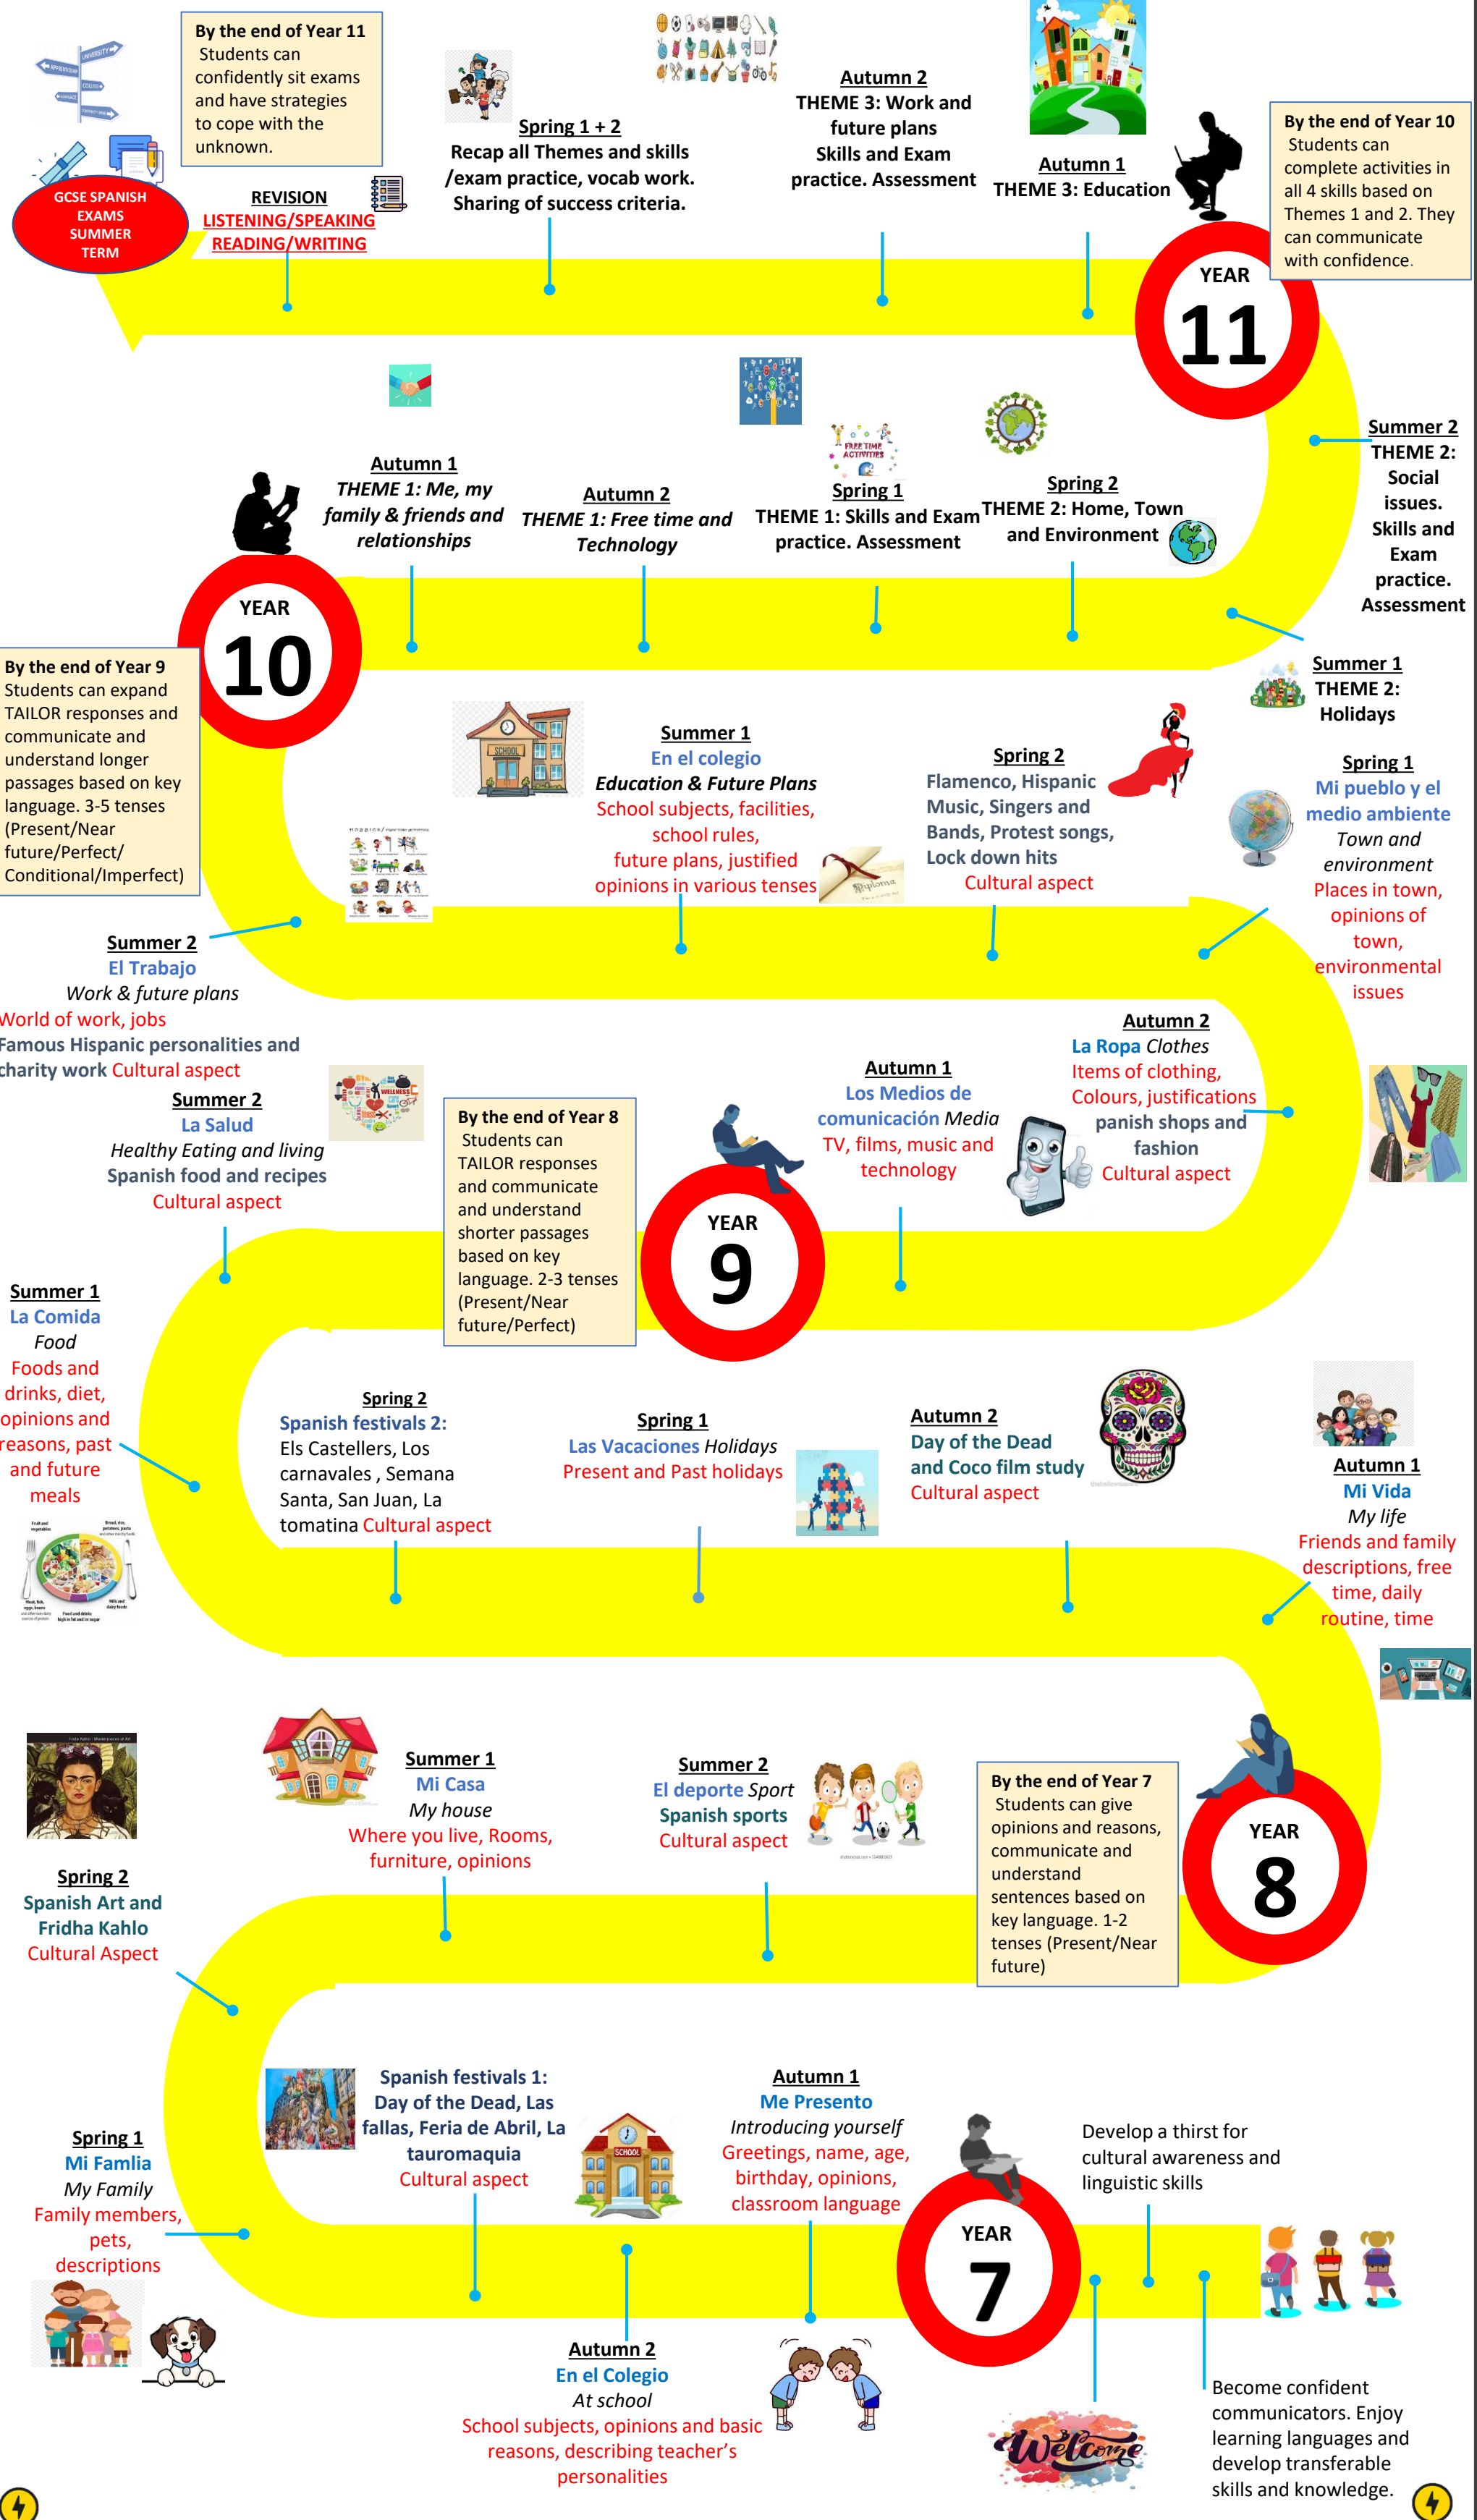 By the end of Year 11
Students can
confidently sit exams
and have strategies
to cope with the
unknown.
UNIVERSITY
COLLEGE
GCSE SPANISH
EXAMS
SUMMER
TERM
REVISION
LISTENING/SPEAKING
READING/WRITING
Spring 1 + 2
Recap all Themes and skills
/exam practice, vocab work.
Sharing of success criteria.
Autumn 2
THEME 3: Work and
future plans
Skills and Exam
practice. Assessment
Autumn 1
THEME 3: Education
By the end of Year 10
Students can
complete activities in
all 4 skills based on
Themes 1 and 2. They
can communicate
with confidence.
YEAR
11
Summer 2
THEME 2:
Social
issues.
Skills and
Exam
practice.
Assessment
Autumn 1
THEME 1: Me, my
family & friends and
relationships
Autumn 2
THEME 1: Free time and
Technology
FREE TIME
ACTIVITIES
Spring 1
THEME 1: Skills and Exam
practice. Assessment
Spring 2
THEME 2: Home, Town
and Environment
Summer 1
THEME 2:
Holidays
YEAR
10
By the end of Year 9
Students can expand
TAILOR responses and
communicate and
understand longer
passages based on key
language. 3-5 tenses
(Present/Near
future/Perfect/
Conditional/Imperfect)
SCHOOL
Summer 1
En el colegio
Education & Future Plans
School subjects, facilities,
school rules,
future plans, justified
opinions in various tenses
Diploma
Spring 2
Flamenco, Hispanic
Music, Singers and
Bands, Protest songs,
Lock down hits
Cultural aspect
Spring 1
Mi pueblo y el
medio ambiente
Town and
environment
Places in town,
opinions of
town,
environmental
issues
Summer 2
El Trabajo
Work & future plans
World of work, jobs
Famous Hispanic personalities and
charity work Cultural aspect
Summer 2
La Salud
Healthy Eating and living
Spanish food and recipes
Cultural aspect
WELLNESS
By the end of Year 8
Students can
TAILOR responses
and communicate
and understand
shorter passages
based on key
language. 2-3 tenses
(Present/Near
future/Perfect)
YEAR
9
Autumn 1
Los Medios de
comunicación Media
TV, films, music and
technology
Autumn 2
La Ropa Clothes
Items of clothing,
Colours, justifications
panish shops and
fashion
Cultural aspect
Summer 1
La Comida
Food
Foods and
drinks, diet,
opinions and
reasons, past
and future
meals
Spring 2
Spanish festivals 2:
Els Castellers, Los
carnavales , Semana
Santa, San Juan, La
tomatina Cultural aspect
Spring 1
Las Vacaciones Holidays
Present and Past holidays
Autumn 2
Day of the Dead
and Coco film study
Cultural aspect
Autumn 1
Mi Vida
My life
Friends and family
descriptions, free
time, daily
routine, time
Spring 2
Spanish Art and
Fridha Kahlo
Cultural Aspect
Summer 1
Mi Casa
My house
Where you live, Rooms,
furniture, opinions
Summer 2
El deporte Sport
Spanish sports
Cultural aspect
By the end of Year 7
Students can give
opinions and reasons,
communicate and
understand
sentences based on
key language. 1-2
tenses (Present/Near
future)
YEAR
8
Spring 1
Mi Famlia
My Family
Family members,
pets,
descriptions
Spanish festivals 1:
Day of the Dead, Las
fallas, Feria de Abril, La
tauromaquia
Cultural aspect
SCHOOL
Autumn 2
En el Colegio
At school
School subjects, opinions and basic
reasons, describing teacher's
personalities
Autumn 1
Me Presento
Introducing yourself
Greetings, name, age,
birthday, opinions,
classroom language
YEAR
7
Develop a thirst for
cultural awareness and
linguistic skills
Welcome
Become confident
communicators. Enjoy
learning languages and
develop transferable
skills and knowledge.